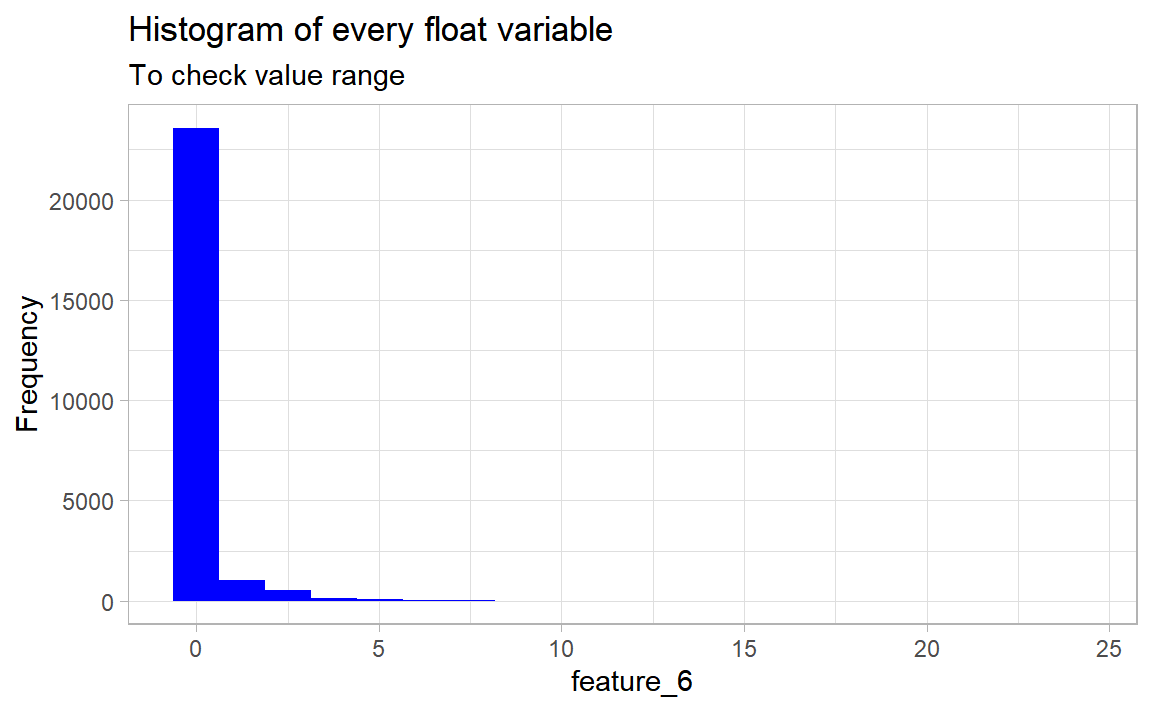 Histogram of every float variable
To check value range
Frequency
20000
15000
10000
5000
0
0 5 10 15 20 25
feature_6